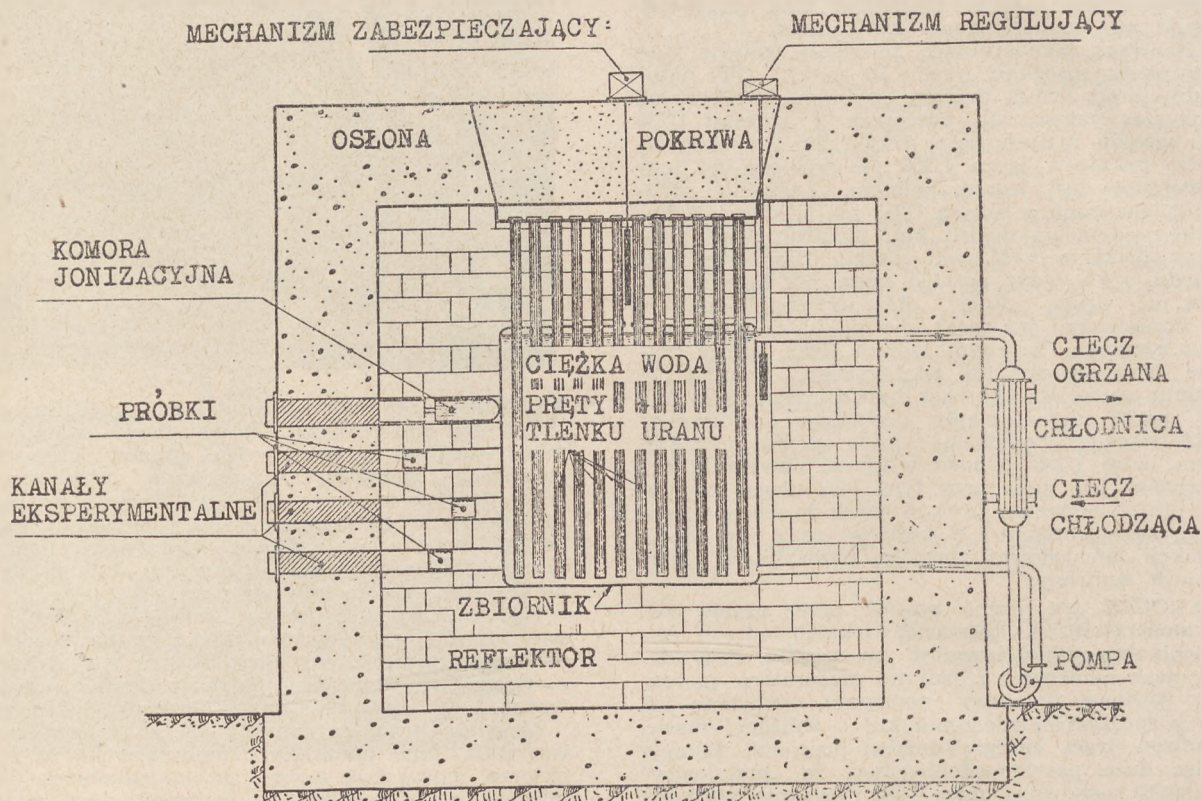 MECHANIZM ZABEZPIECZAJĄCY:
MECHANIZM REGULUJĄCY
OSŁONA
POKRYWA
KOMORA
JONIZACYJNA
PRÓBKI
KANAŁY
EKSPERYMENTALNE
CIĘŻKA WODA
PRĘTY
TLENKU URANU
ZBIORNIK
REFLEKTOR
CIECZ
OGRZANA
CHŁODNICA
CIECZ
CHŁODZĄCA
POMPA